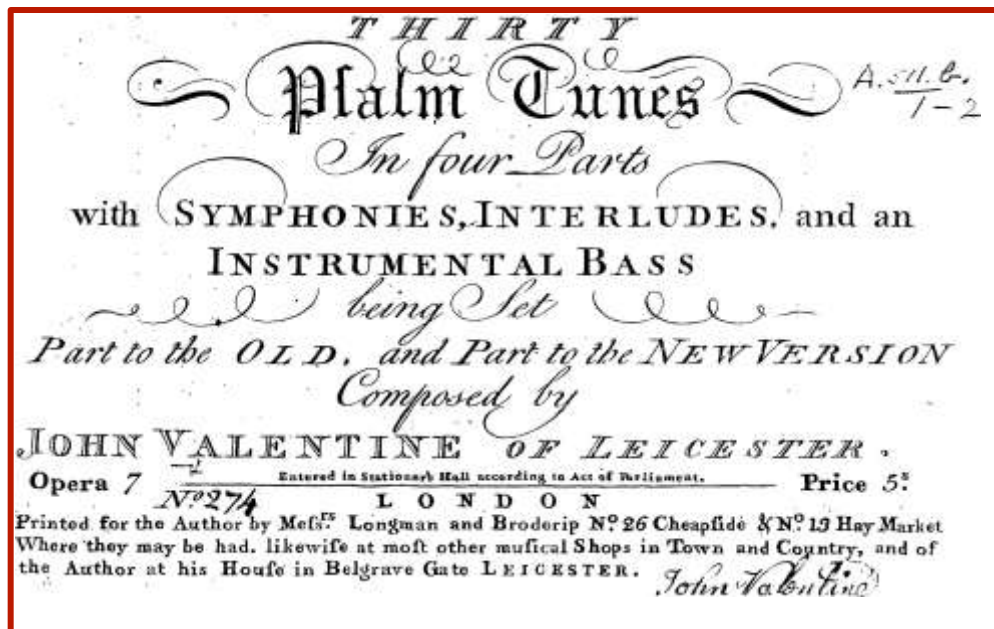 THIRTY
Pſalm Tunes
A.511.b.
1-2
In four Parts
with SYMPHONIES, INTERLUDES, and an
INSTRUMENTAL BASS
being Set
Part to the OLD, and Part to the NEW VERSION
Composed by
JOHN VALENTINE OF LEICESTER.
Opera 7 Entered in Stationers Hall according to Act of Parliament. Price 5s.
No. 274 LONDON
Printed for the Author by Meſsrs. Longman and Broderip No. 26 Cheapſide & No. 13 Hay Market
Where they may be had. likewiſe at moſt other muſical Shops in Town and Country, and of
the Author at his Houſe in Belgrave Gate LEICESTER.
John Valentine